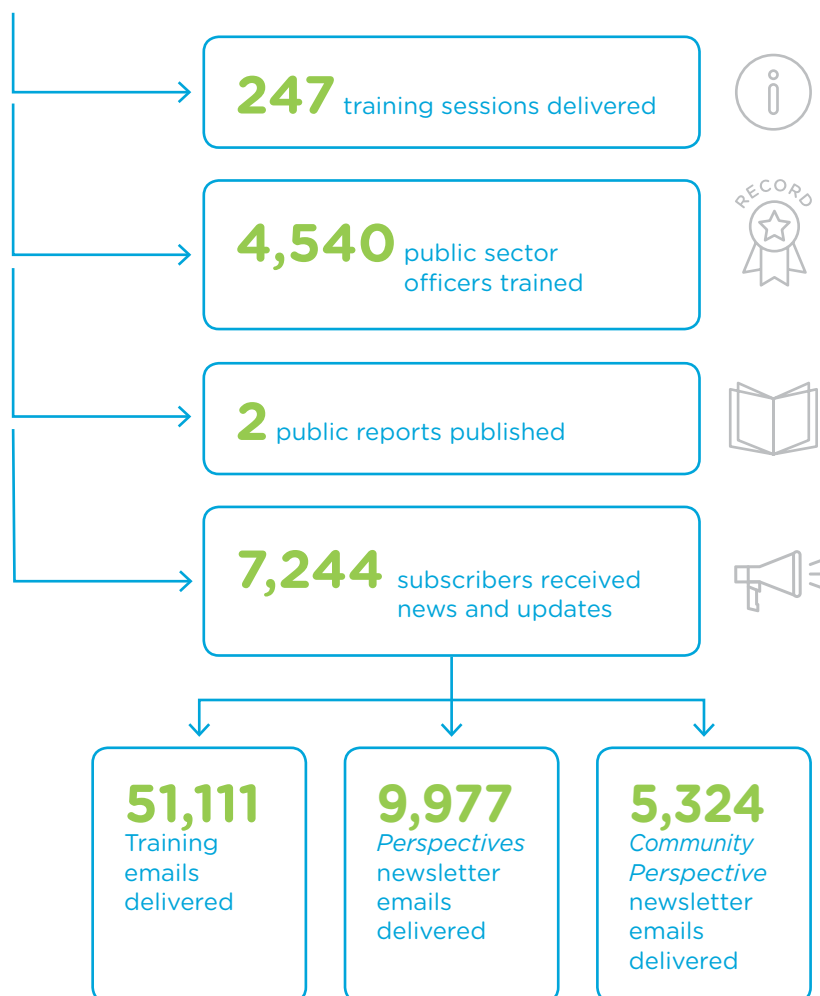 247 training sessions delivered
RECORD
4,540 public sector
officers trained
2 public reports published
7,244 subscribers received
news and updates
51,111
Training
emails
delivered
9,977
Perspectives
newsletter
emails
delivered
5,324
Community
Perspective
newsletter
emails
delivered